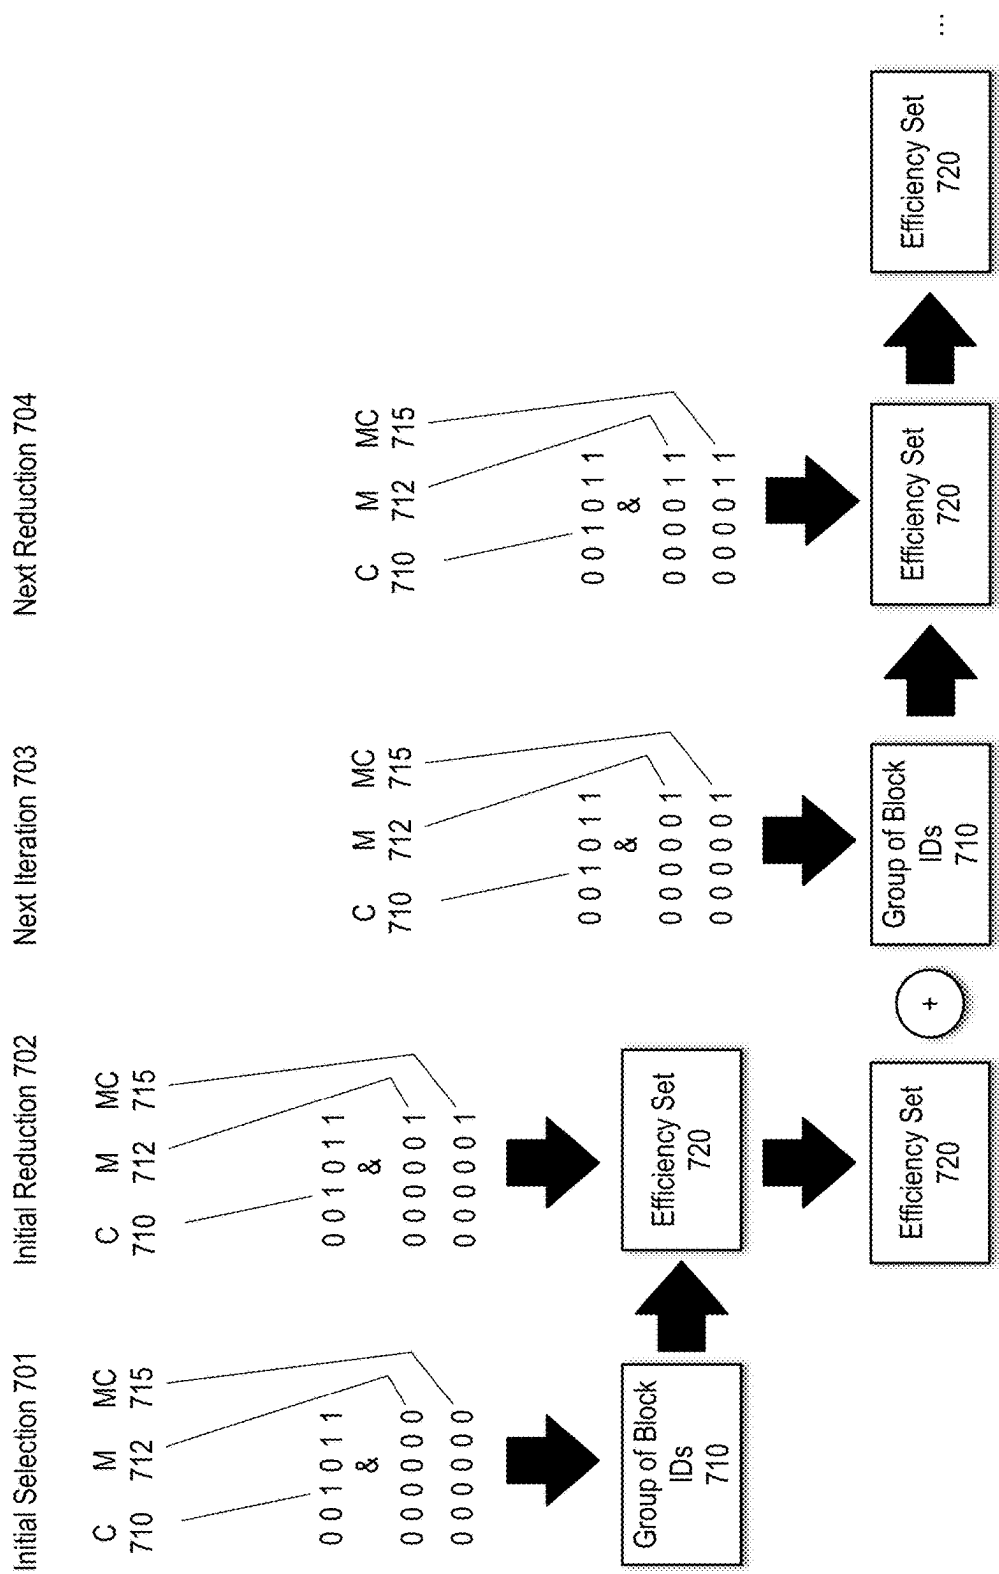 Initial Selection 701
C M MC
710 712 715
0 0 1 0 1 1
&
0 0 0 0 0 0
0 0 0 0 0 0
Group of Block
IDs
710
Initial Reduction 702
C M MC
710 712 715
0 0 1 0 1 1
&
0 0 0 0 0 1
0 0 0 0 0 1
Efficiency Set
720
Efficiency Set
720
+
Next Iteration 703
C M MC
710 712 715
0 0 1 0 1 1
&
0 0 0 0 0 1
0 0 0 0 0 1
Group of Block
IDs
710
Next Reduction 704
C M MC
710 712 715
0 0 1 0 1 1
&
0 0 0 0 1 1
0 0 0 0 1 1
Efficiency Set
720
Efficiency Set
720
...